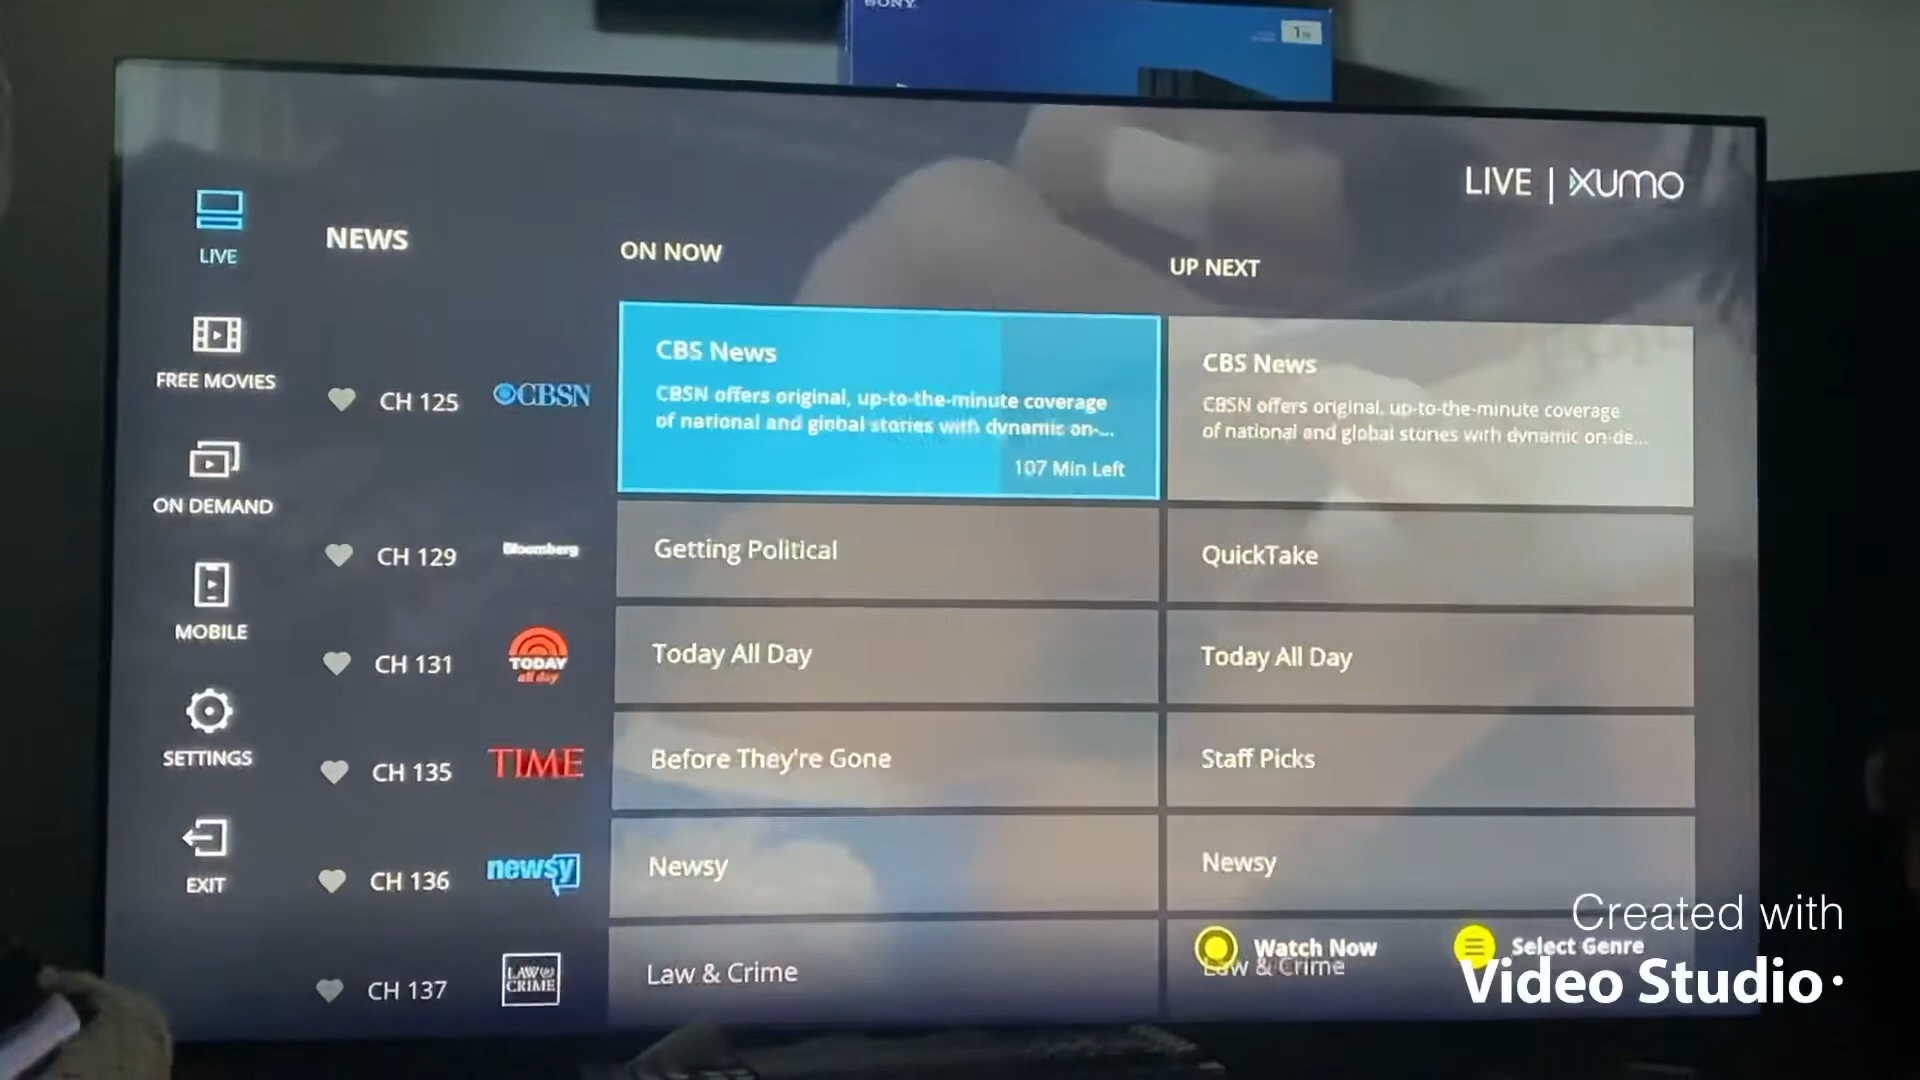 SONY
LIVE | XUMO
LIVE
NEWS
ON NOW
UP NEXT
CBS News
CBSN offers original, up-to-the-minute coverage
of national and global stories with dynamic on-...
107 Min Left
CBS News
CBSN offers original, up-to-the-minute coverage
of national and global stories with dynamic on-de...
FREE MOVIES
CH 125
CBSN
ON DEMAND
CH 129
Bloomberg
Getting Political
QuickTake
MOBILE
CH 131
TODAY
all day
Today All Day
Today All Day
SETTINGS
CH 135
TIME
Before They're Gone
Staff Picks
EXIT
CH 136
newsy
Newsy
Newsy
CH 137
LAW &
CRIME
Law & Crime
Law & Crime
Watch Now
Select Genre
Created with
Video Studio